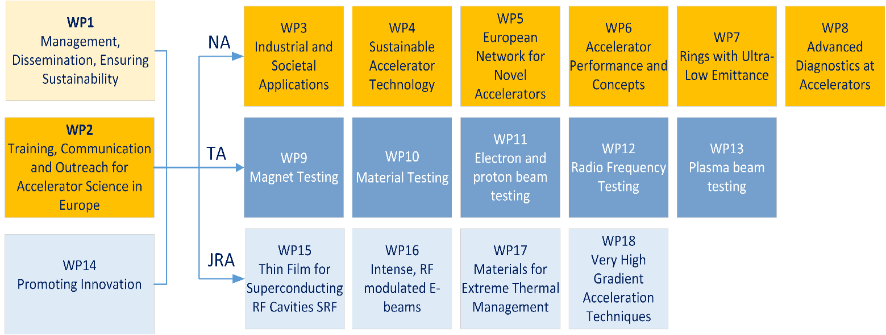 WP1
Management,
Dissemination, Ensuring
Sustainability
WP2
Training, Communication
and Outreach for
Accelerator Science in
Europe
WP14
Promoting Innovation
NA
WP3
Industrial and
Societal
Applications
WP4
Sustainable
Accelerator
Technology
WP5
European
Network for
Novel
Accelerators
WP6
Accelerator
Performance and
Concepts
WP7
Rings with Ultra-
Low Emittance
WP8
Advanced
Diagnostics at
Accelerators
TA
WP9
Magnet Testing
WP10
Material Testing
WP11
Electron and
proton beam
testing
WP12
Radio Frequency
Testing
WP13
Plasma beam
testing
JRA
WP15
Thin Film for
Superconducting
RF Cavities SRF
WP16
Intense, RF
modulated E-
beams
WP17
Materials for
Extreme Thermal
Management
WP18
Very High
Gradient
Acceleration
Techniques